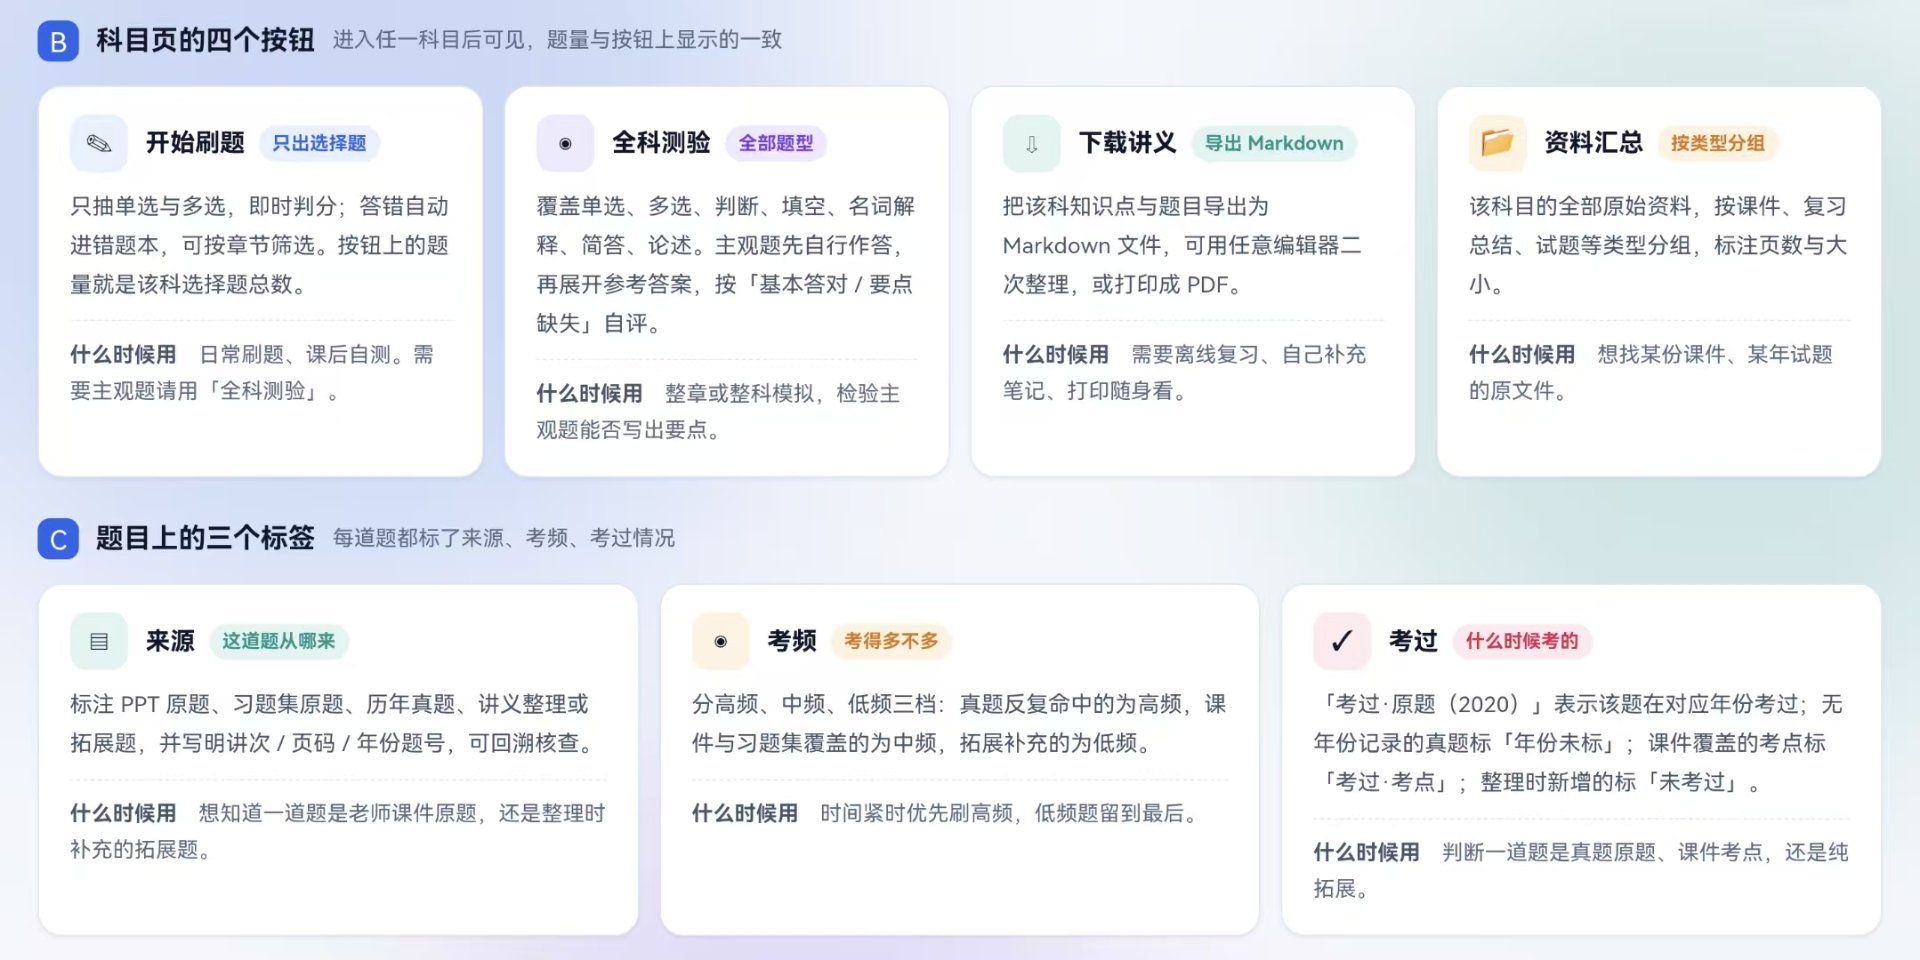 B 科目页的四个按钮 进入任一科目后可见，题量与按钮上显示的一致
开始刷题 只出选择题
只抽单选与多选，即时判分；答错自动
进错题本，可按章节筛选。按钮上的题
量就是该科选择题总数。
什么时候用 日常刷题、课后自测。需
要主观题请用「全科测验」。
全科测验 全部题型
覆盖单选、多选、判断、填空、名词解
释、简答、论述。主观题先自行作答，
再展开参考答案，按「基本答对 / 要点
缺失」自评。
什么时候用 整章或整科模拟，检验主
观题能否写出要点。
下载讲义 导出 Markdown
把该科知识点与题目导出为
Markdown 文件，可用任意编辑器二
次整理，或打印成 PDF。
什么时候用 需要离线复习、自己补充
笔记、打印随身看。
资料汇总 按类型分组
该科目的全部原始资料，按课件、复习
总结、试题等类型分组，标注页数与大
小。
什么时候用 想找某份课件、某年试题
的原文件。
C 题目上的三个标签 每道题都标了来源、考频、考过情况
来源 这道题从哪来
标注 PPT 原题、习题集原题、历年真题、讲义整理或
拓展题，并写明讲次 / 页码 / 年份题号，可回溯核查。
什么时候用 想知道一道题是老师课件原题，还是整理时
补充的拓展题。
考频 考得多不多
分高频、中频、低频三档：真题反复命中的为高频，课
件与习题集覆盖的为中频，拓展补充的为低频。
什么时候用 时间紧时优先刷高频，低频题留到最后。
考过 什么时候考的
「考过·原题（2020）」表示该题在对应年份考过；无
年份记录的真题标「年份未标」；课件覆盖的考点标
「考过·考点」；整理时新增的标「未考过」。
什么时候用 判断一道题是真题原题、课件考点，还是纯
拓展。